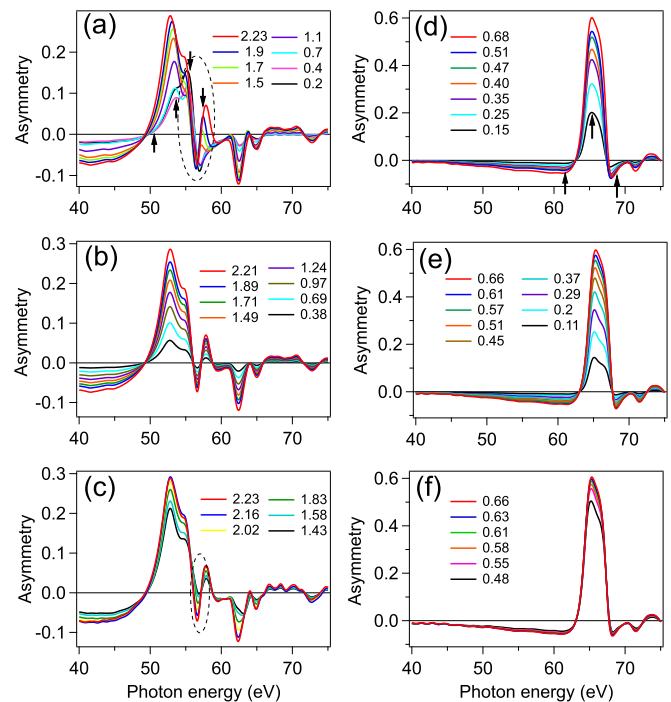 (a)
2.23 1.1
1.9 0.7
1.7 0.4
1.5 0.2
Asymmetry
0.2
0.1
0.0
-0.1
40 50 60 70
(d)
0.68
0.51
0.47
0.40
0.35
0.25
0.15
Asymmetry
0.6
0.4
0.2
0.0
40 50 60 70
(b)
2.21 1.24
1.89 0.97
1.71 0.69
1.49 0.38
Asymmetry
0.3
0.2
0.1
0.0
-0.1
40 50 60 70
(e)
0.66 0.37
0.61 0.29
0.57 0.2
0.51 0.11
0.45
Asymmetry
0.6
0.4
0.2
0.0
40 50 60 70
(c)
2.23 1.83
2.16 1.58
2.02 1.43
Asymmetry
0.3
0.2
0.1
0.0
-0.1
40 50 60 70
Photon energy (eV)
(f)
0.66
0.63
0.61
0.58
0.55
0.48
Asymmetry
0.6
0.4
0.2
0.0
40 50 60 70
Photon energy (eV)